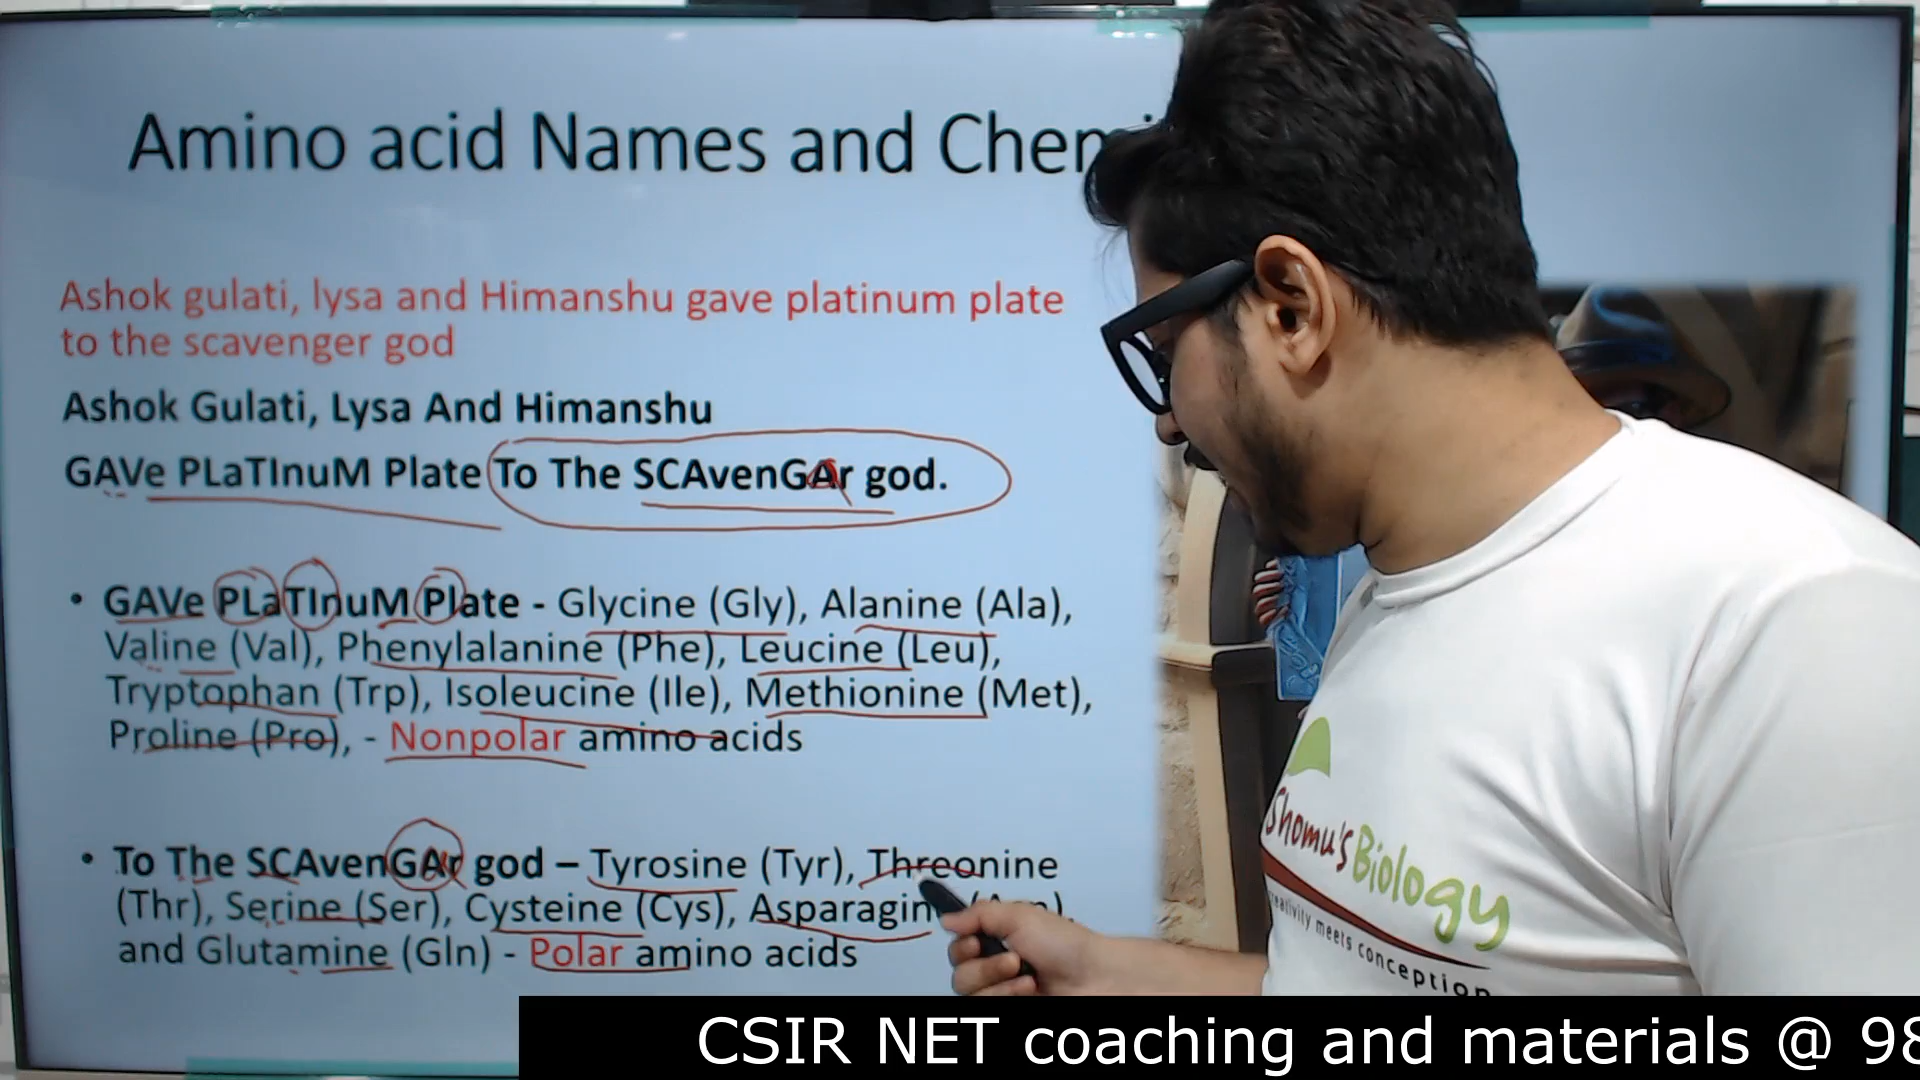 Amino acid Names and Chem
Ashok gulati, lysa and Himanshu gave platinum plate
to the scavenger god
Ashok Gulati, Lysa And Himanshu
GAVe PLaTInuM Plate To The SCAvenGAr god.
• GAVe PLaTInuM Plate - Glycine (Gly), Alanine (Ala),
Valine (Val), Phenylalanine (Phe), Leucine (Leu),
Tryptophan (Trp), Isoleucine (Ile), Methionine (Met),
Proline (Pro), - Nonpolar amino acids
• To The SCAvenGAr god – Tyrosine (Tyr), Threonine
(Thr), Serine (Ser), Cysteine (Cys), Asparagin
and Glutamine (Gln) - Polar amino acids
Shomu's Biology
creativity meets conception
CSIR NET coaching and materials @ 98